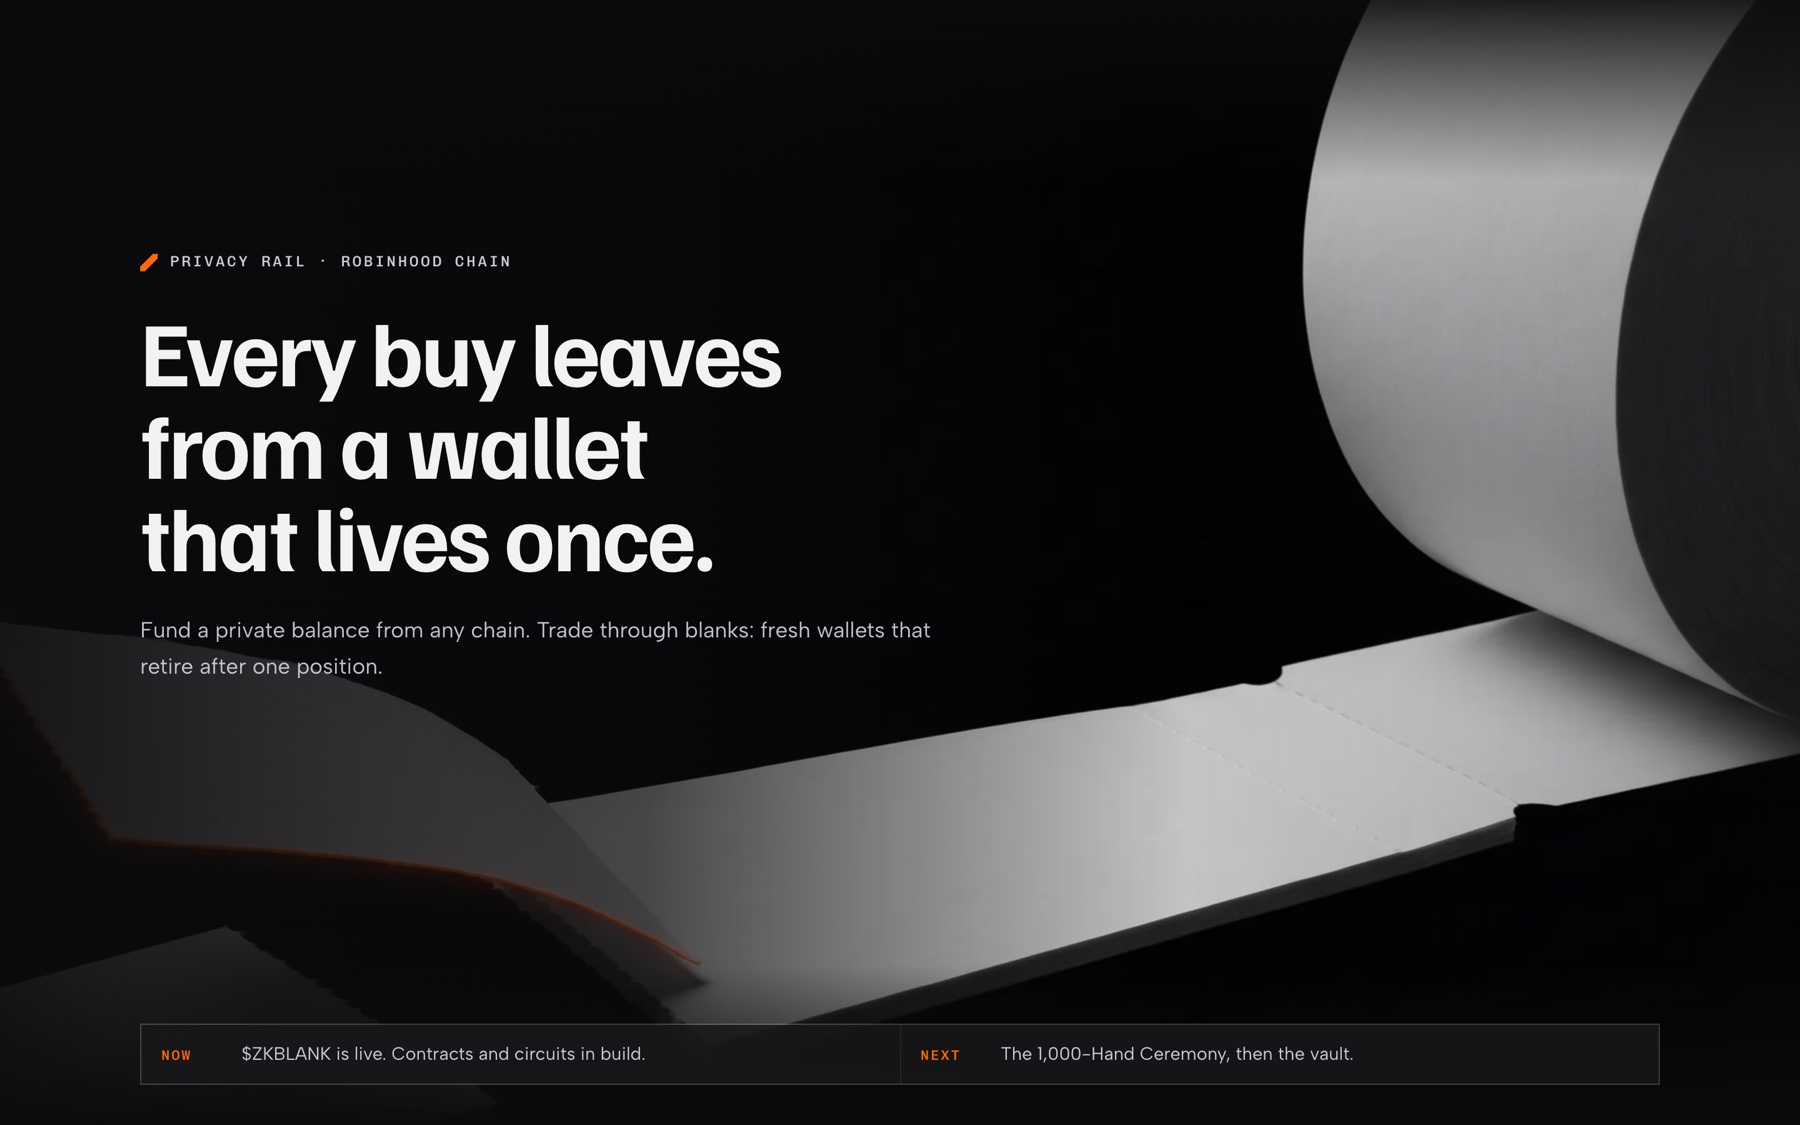 PRIVACY RAIL · ROBINHOOD CHAIN
Every buy leaves
from a wallet
that lives once.
Fund a private balance from any chain. Trade through blanks: fresh wallets that
retire after one position.
NOW $ZKBLANK is live. Contracts and circuits in build.
NEXT The 1,000-Hand Ceremony, then the vault.